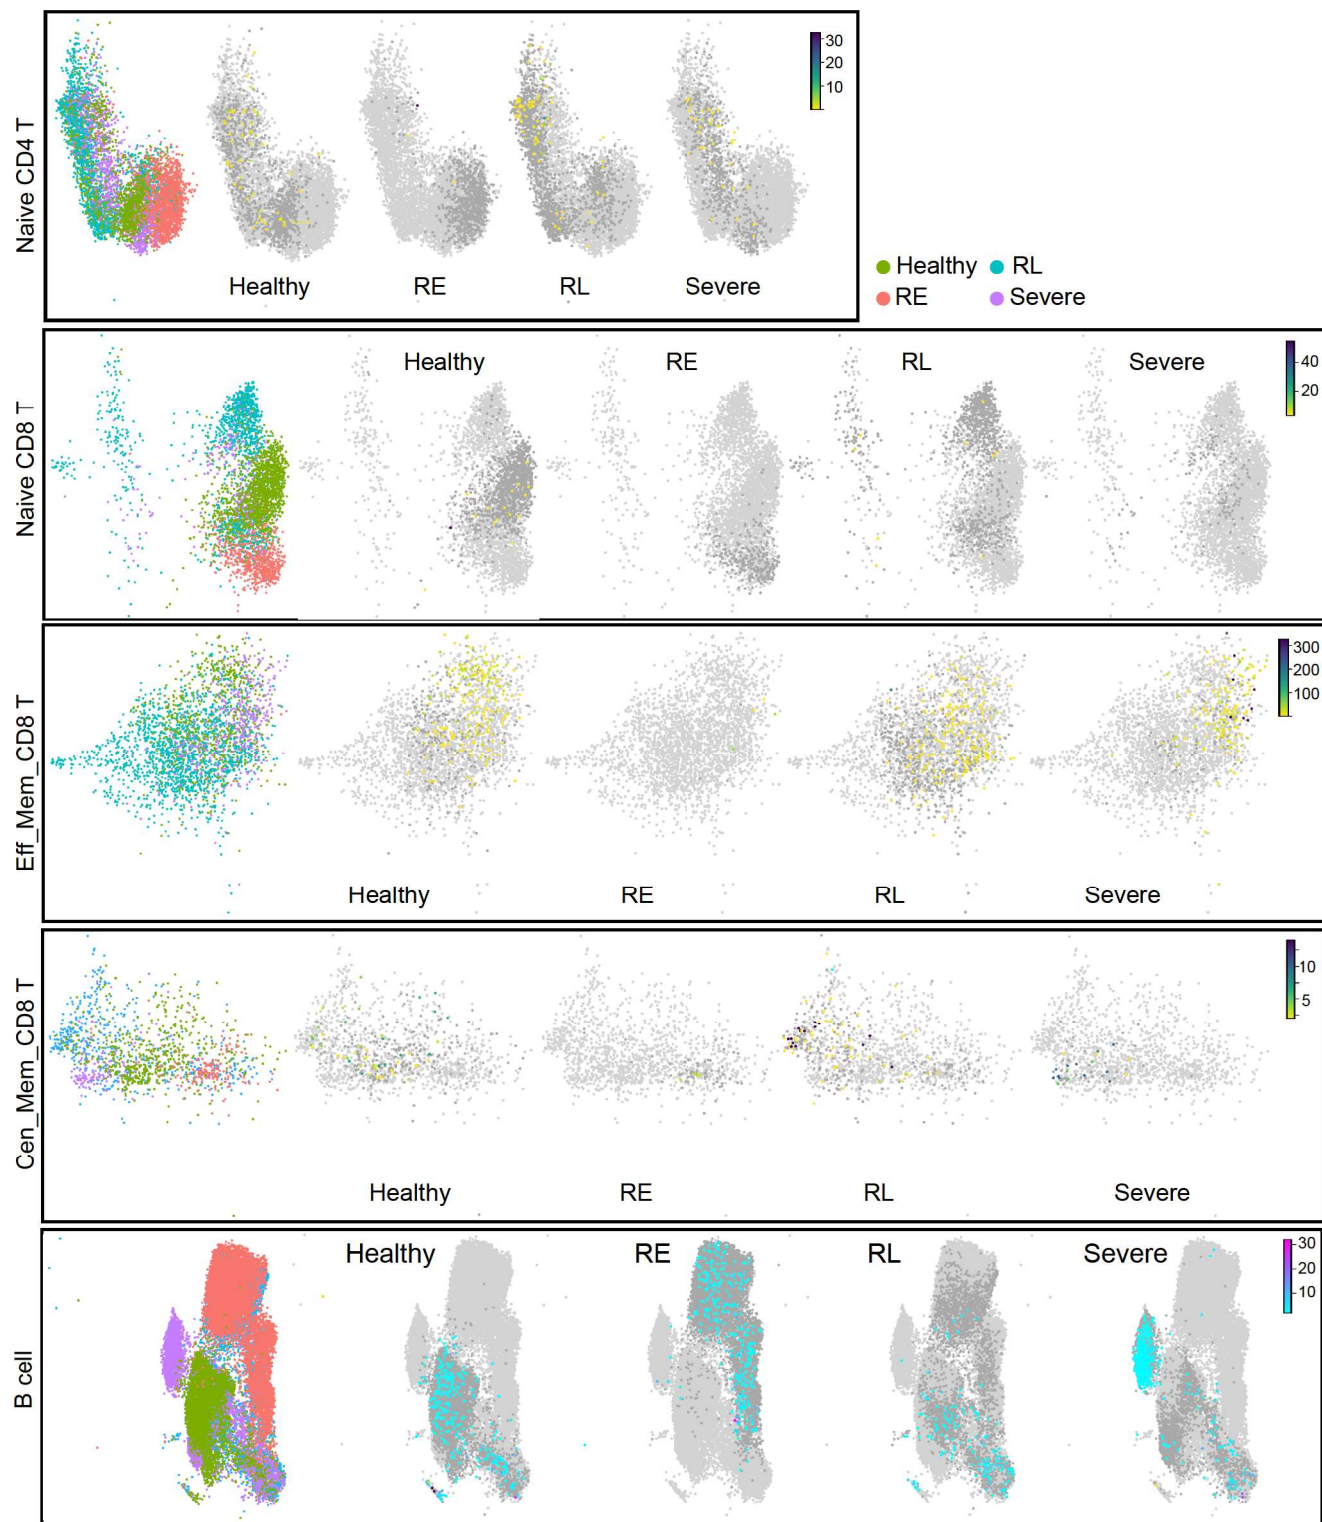 Naive CD4 T
30
20
10
Healthy RE RL Severe
Healthy RL
RE Severe
Naive CD8 T
Healthy RE RL Severe
40
20
Eff_Mem_CD8 T
300
200
100
Healthy RE RL Severe
Cen_Mem_CD8 T
10
5
Healthy RE RL Severe
B cell
Healthy RE RL Severe
30
20
10